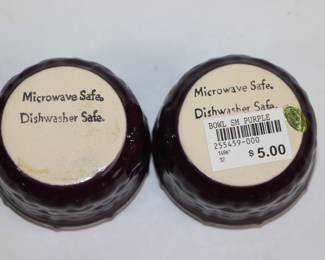 Microwave Safe.
Dishwasher Safe.
Microwave Safe.
Dishwasher Safe.
BOWL SM PURPLE
255459-000
$5.00